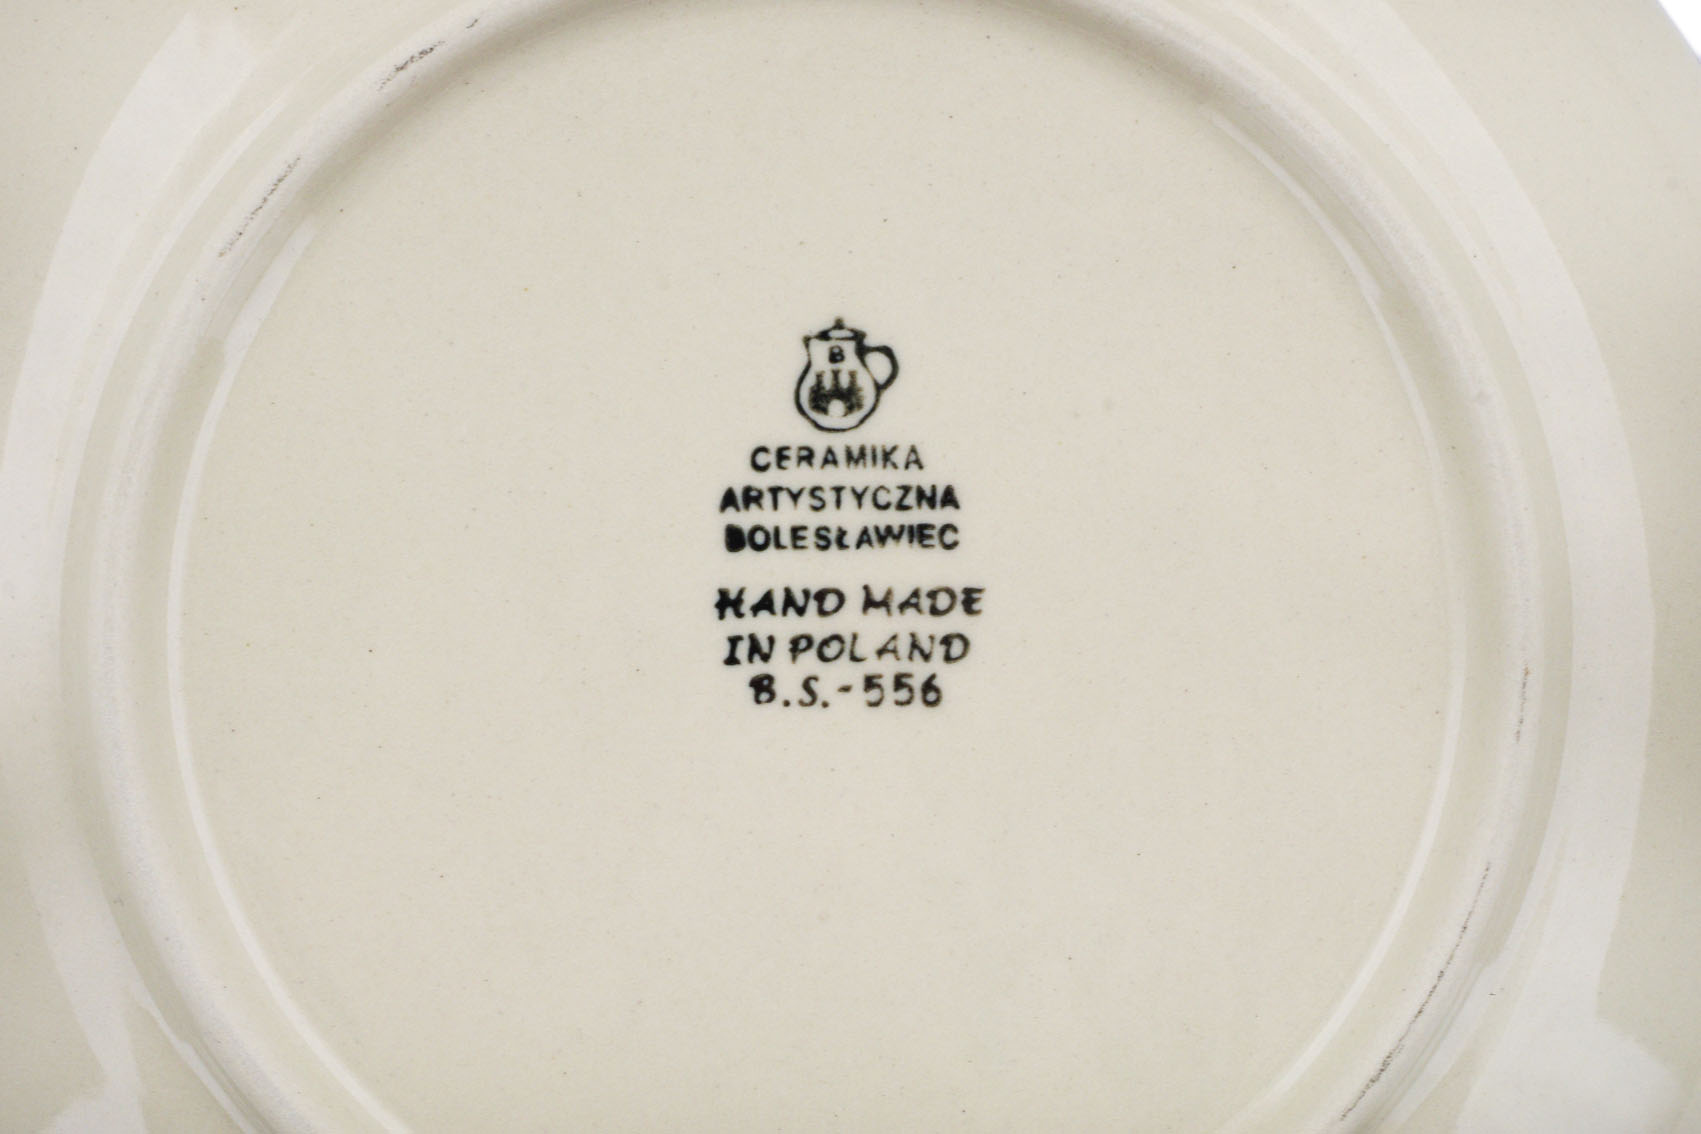 B
CERAMIKA
ARTYSTYCZNA
BOLESŁAWIEC
HAND MADE
IN POLAND
B.S.-556